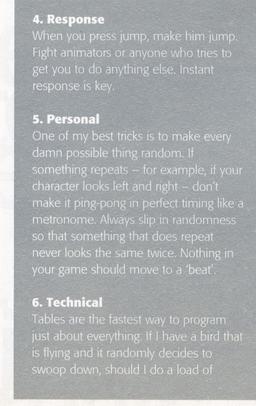 4. Response
When you press jump, make him jump.
Fight animators or anyone who tries to
get you to do anything else. Instant
response is key.
5. Personal
One of my best tricks is to make every
damn possible thing random. If
something repeats – for example, if your
character looks left and right – don't
make it ping-pong in perfect timing like a
metronome. Always slip in randomness
so that something that does repeat
never looks the same twice. Nothing in
your game should move to a 'beat'.
6. Technical
Tables are the fastest way to program
just about everything. If I have a bird that
is flying and it randomly decides to
swoop down, should I do a load of